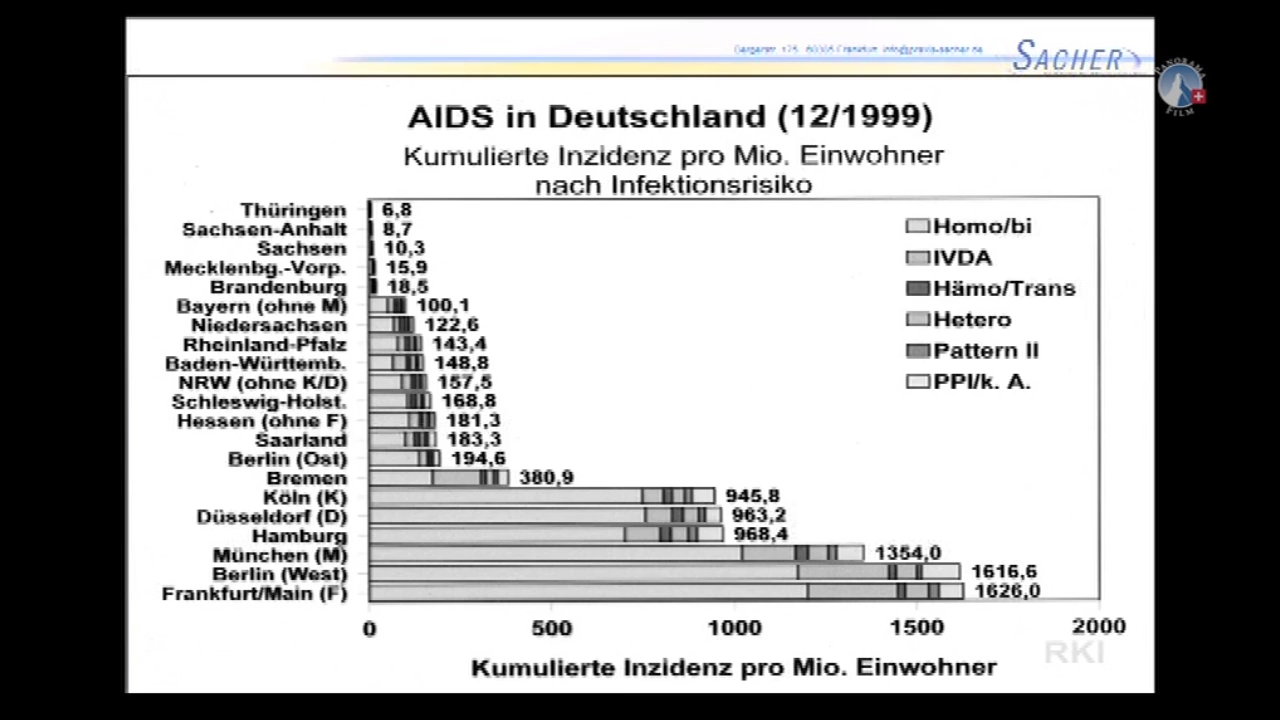 SACHER
PANORAMA
FILM
AIDS in Deutschland (12/1999)
Kumulierte Inzidenz pro Mio. Einwohner
nach Infektionsrisiko
Thüringen 6,8
Sachsen-Anhalt 8,7
Sachsen 10,3
Mecklenbg.-Vorp. 15,9
Brandenburg 18,5
Bayern (ohne M) 100,1
Niedersachsen 122,6
Rheinland-Pfalz 143,4
Baden-Württemb. 148,8
NRW (ohne K/D) 157,5
Schleswig-Holst. 168,8
Hessen (ohne F) 181,3
Saarland 183,3
Berlin (Ost) 194,6
Bremen 380,9
Köln (K) 945,8
Düsseldorf (D) 963,2
Hamburg 968,4
München (M) 1354,0
Berlin (West) 1616,6
Frankfurt/Main (F) 1626,0
Homo/bi
IVDA
Hämo/Trans
Hetero
Pattern II
PPI/k. A.
0 500 1000 1500 2000
RKI
Kumulierte Inzidenz pro Mio. Einwohner